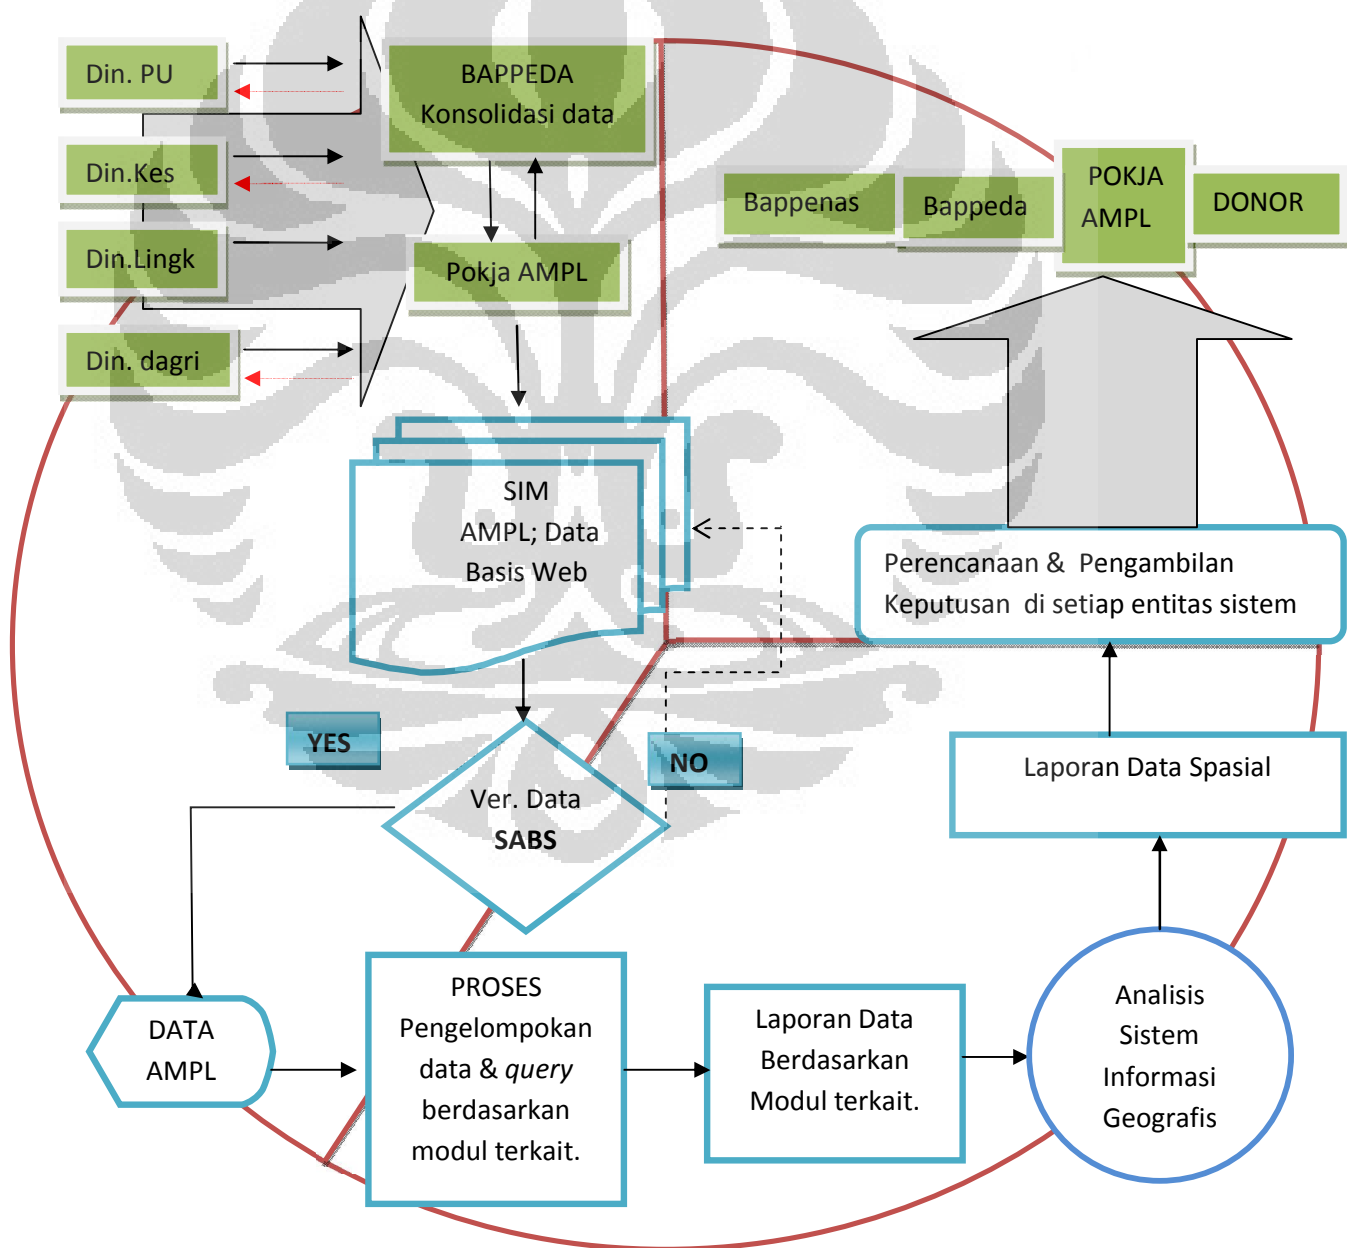 Din. PU
BAPPEDA
Konsolidasi data
Din.Kes
Din.Lingk
Pokja AMPL
Din. dagri
Bappenas
Bappeda
POKJA
AMPL
DONOR
SIM
AMPL; Data
Basis Web
Perencanaan & Pengambilan
Keputusan di setiap entitas sistem
YES
NO
Ver. Data
SABS
Laporan Data Spasial
DATA
AMPL
PROSES
Pengelompokan
data & query
berdasarkan
modul terkait.
Laporan Data
Berdasarkan
Modul terkait.
Analisis
Sistem
Informasi
Geografis